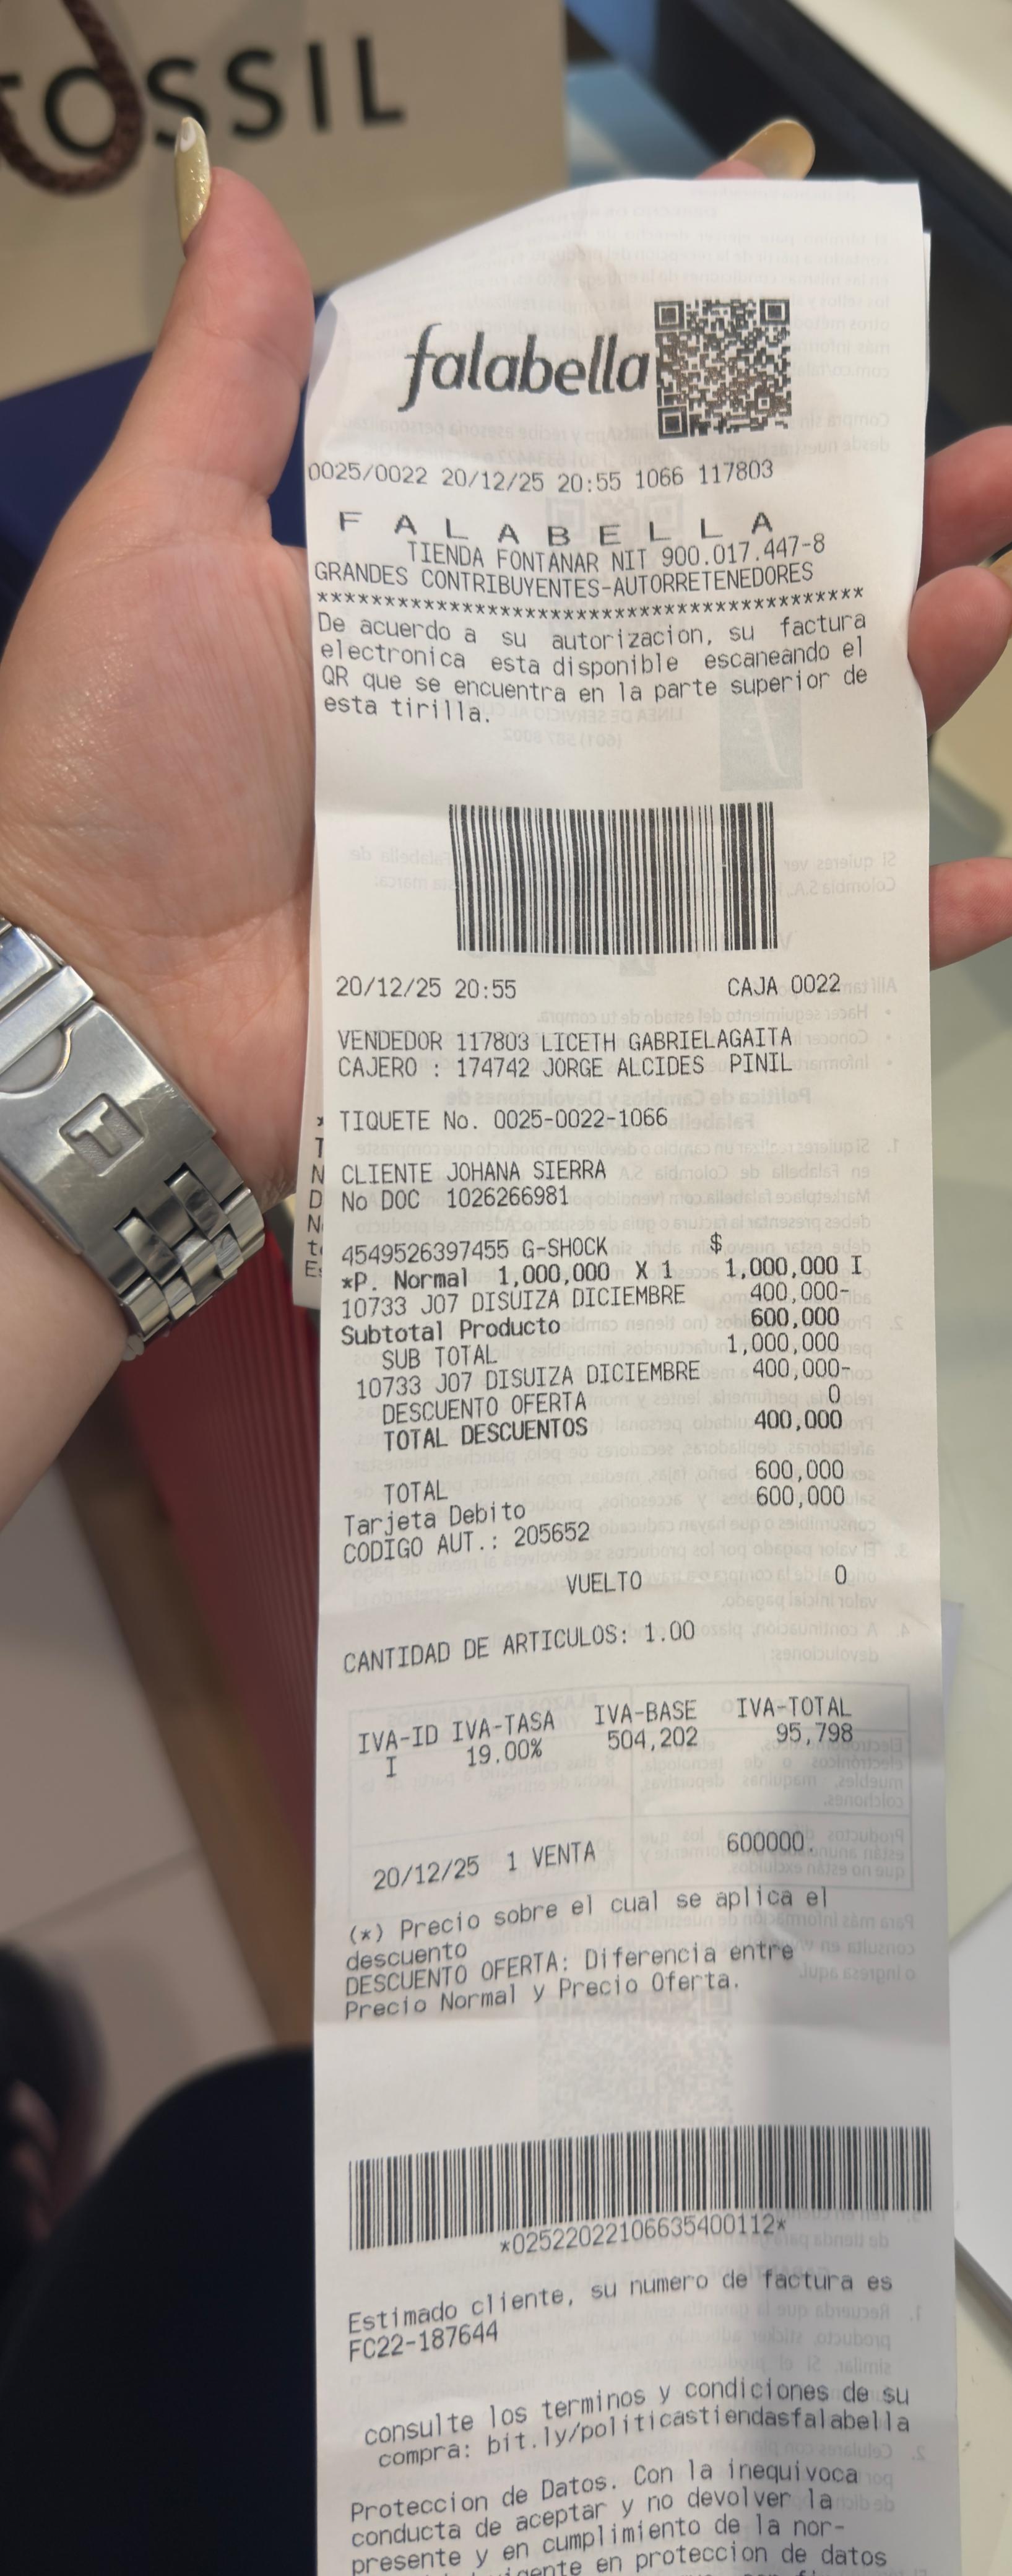 FOSSIL
falabella
0025/0022 20/12/25 20:55 1066 117803
F A L A B E L L A
TIENDA FONTANAR NIT 900.017.447-8
GRANDES CONTRIBUYENTES-AUTORRETENEDORES
*****************************************
De acuerdo a su autorizacion, su factura
electronica esta disponible escaneando el
QR que se encuentra en la parte superior de
esta tirilla.
20/12/25 20:55 CAJA 0022
VENDEDOR 117803 LICETH GABRIELAGAITA
CAJERO : 174742 JORGE ALCIDES PINIL
TIQUETE No. 0025-0022-1066
CLIENTE JOHANA SIERRA
No DOC 1026266981
4549526397455 G-SHOCK $
*P. Normal 1,000,000 X 1 1,000,000 I
10733 J07 DISUIZA DICIEMBRE 400,000-
Subtotal Producto 600,000
SUB TOTAL 1,000,000
10733 J07 DISUIZA DICIEMBRE 400,000-
DESCUENTO OFERTA 0
TOTAL DESCUENTOS 400,000
TOTAL 600,000
Tarjeta Debito 600,000
CODIGO AUT.: 205652
VUELTO 0
CANTIDAD DE ARTICULOS: 1.00
IVA-ID IVA-TASA IVA-BASE IVA-TOTAL
I 19.00% 504,202 95,798
20/12/25 1 VENTA 600000.
(*) Precio sobre el cual se aplica el
descuento
DESCUENTO OFERTA: Diferencia entre
Precio Normal y Precio Oferta.
*02522022106635400112*
Estimado cliente, su numero de factura es
FC22-187644
consulte los terminos y condiciones de su
compra: bit.ly/politicastiendasfalabella
Proteccion de Datos. Con la inequivoca
conducta de aceptar y no devolver la
presente y en cumplimiento de la nor-
en proteccion de datos